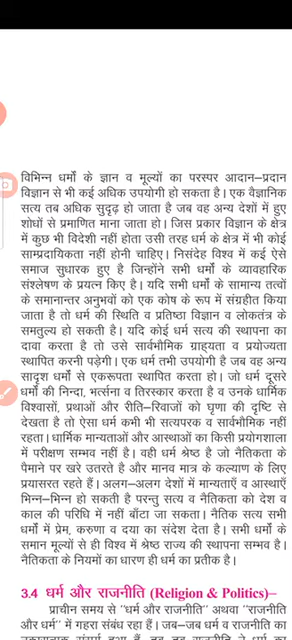 विभिन्न धर्मों के ज्ञान व मूल्यों का परस्पर आदान–प्रदान
विज्ञान से भी कई अधिक उपयोगी हो सकता है। एक वैज्ञानिक
सत्य तब अधिक सुदृढ़ हो जाता है जब वह अन्य देशों में हुए
शोधों से प्रमाणित माना जाता हो। जिस प्रकार विज्ञान के क्षेत्र
में कुछ भी विदेशी नहीं होता उसी तरह धर्म के क्षेत्र में भी कोई
साम्प्रदायिकता नहीं होनी चाहिए। निसंदेह विश्व में कई ऐसे
समाज सुधारक हुए है जिन्होंने सभी धर्मों के व्यावहारिक
संश्लेषण के प्रयत्न किए है। यदि सभी धर्मों के सामान्य तत्वों
के समानान्तर अनुभवों को एक कोष के रूप में संग्रहीत किया
जाता है तो धर्म की स्थिति व प्रतिष्ठा विज्ञान व लोकतंत्र के
समतुल्य हो सकती है। यदि कोई धर्म सत्य की स्थापना का
दावा करता है तो उसे सार्वभौमिक ग्राह्यता व प्रयोज्यता
स्थापित करनी पड़ेगी। एक धर्म तभी उपयोगी है जब वह अन्य
सादृश धर्मों से एकरूपता स्थापित करता हो। जो धर्म दूसरे
धर्मों की निन्दा, भर्त्सना व तिरस्कार करता है व उनके धार्मिक
विश्वासों, प्रथाओं और रीति–रिवाजों को घृणा की दृष्टि से
देखता है तो ऐसा धर्म कभी भी सत्यपरक व सार्वभौमिक नहीं
रहता। धार्मिक मान्यताओं और आस्थाओं का किसी प्रयोगशाला
में परीक्षण सम्भव नहीं है। वही धर्म श्रेष्ठ है जो नैतिकता के
पैमाने पर खरे उतरते है और मानव मात्र के कल्याण के लिए
प्रयासरत रहते हैं। अलग–अलग देशों में मान्यताएँ व आस्थाएँ
भिन्न–भिन्न हो सकती है परन्तु सत्य व नैतिकता को देश व
काल की परिधि में नहीं बाँटा जा सकता। नैतिक सत्य सभी
धर्मों में प्रेम, करुणा व दया का संदेश देता है। सभी धर्मों के
समान मूल्यों से ही विश्व में श्रेष्ठ राज्य की स्थापना सम्भव है।
नैतिकता के नियमों का धारण ही धर्म का प्रतीक है।
3.4 धर्म और राजनीति (Religion & Politics)–
प्राचीन समय से "धर्म और राजनीति" अथवा "राजनीति
और धर्म" में गहरा संबंध रहा हैं। जब–जब धर्म व राजनीति का